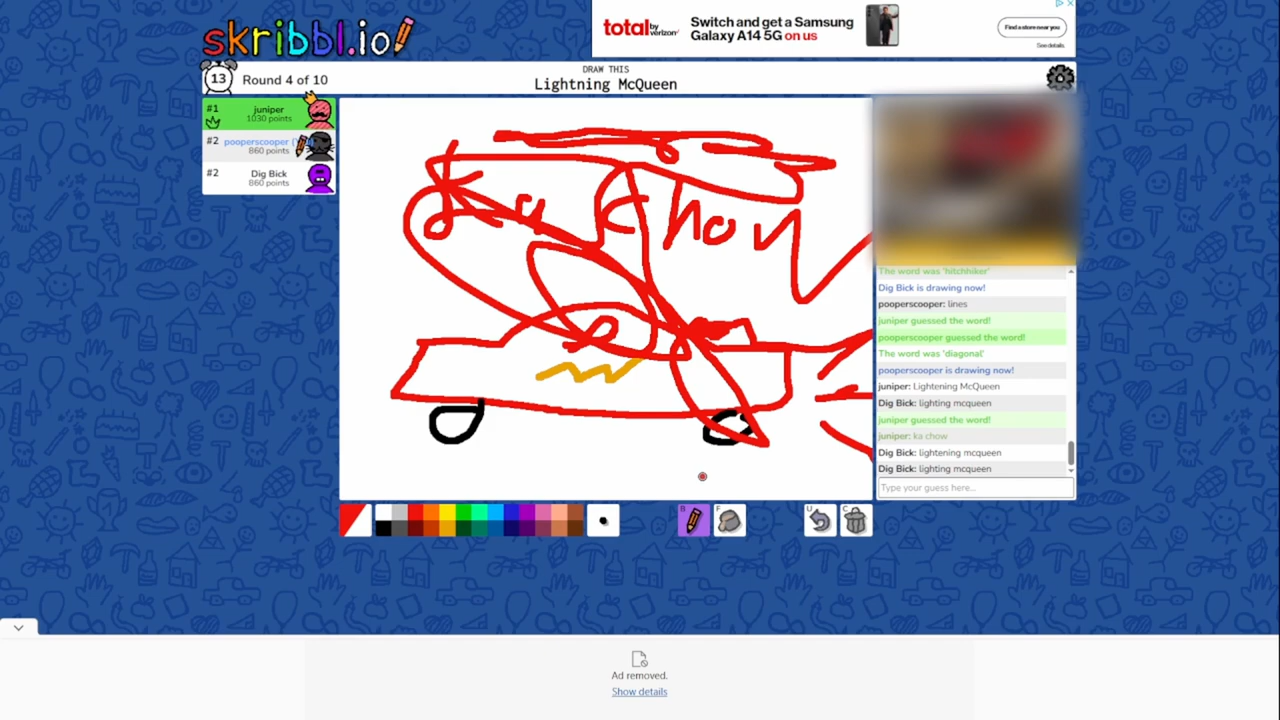 skribbl.io
total by verizon
Switch and get a Samsung
Galaxy A14 5G on us
Find a store near you
See details.
13
Round 4 of 10
DRAW THIS
Lightning McQueen
#1
juniper
1030 points
#2
pooperscooper
860 points
#2
Dig Bick
860 points
Ka Chow
The word was 'hitchhiker'
Dig Bick is drawing now!
pooperscooper: lines
juniper guessed the word!
pooperscooper guessed the word!
The word was 'diagonal'
pooperscooper is drawing now!
juniper: Lightening McQueen
Dig Bick: lighting mcqueen
juniper guessed the word!
juniper: ka chow
Dig Bick: lightening mcqueen
Dig Bick: lighting mcqueen
Type your guess here...
B
F
U
C
Ad removed.
Show details